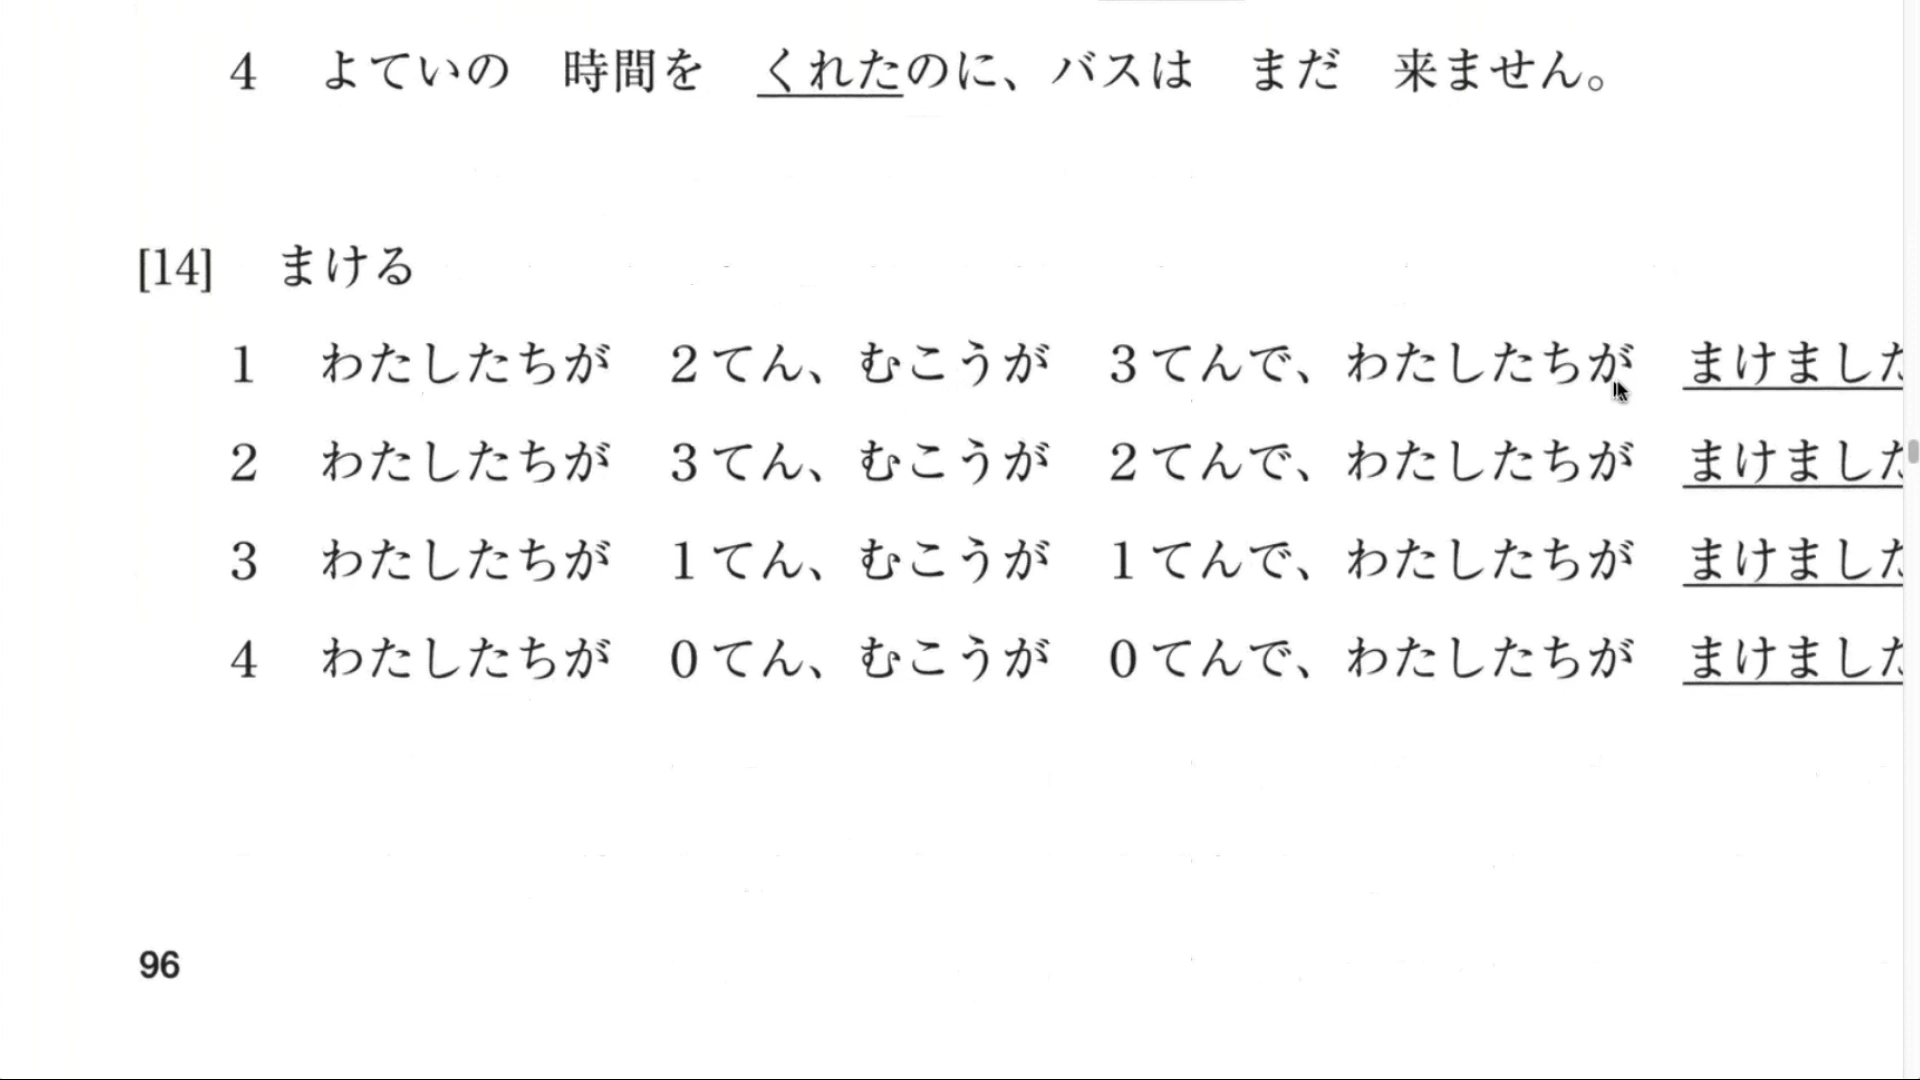 4 よていの 時間を くれたのに、バスは まだ 来ません。
[14] まける
1 わたしたちが 2てん、むこうが 3てんで、わたしたちが まけました
2 わたしたちが 3てん、むこうが 2てんで、わたしたちが まけました
3 わたしたちが 1てん、むこうが 1てんで、わたしたちが まけました
4 わたしたちが 0てん、むこうが 0てんで、わたしたちが まけました
96